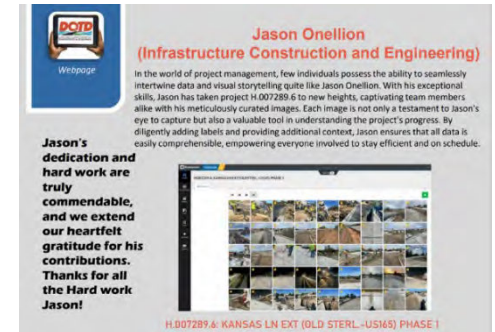 DOTD
Webpage
Jason Onellion
(Infrastructure Construction and Engineering)
In the world of project management, few individuals possess the ability to seamlessly
intertwine data and visual storytelling quite like Jason Onellion. With his exceptional
skills, Jason has taken project H.007289.6 to new heights, captivating team members
alike with his meticulously curated images. Each image is not only a testament to Jason's
eye to capture but also a valuable tool in understanding the project's progress. By
diligently adding labels and providing additional context, Jason ensures that all data is
easily comprehensible, empowering everyone involved to stay efficient and on schedule.
Jason's
dedication and
hard work are
truly
commendable,
and we extend
our heartfelt
gratitude for his
contributions.
Thanks for all
the Hard work
Jason!
H.007289.6: KANSAS LN EXT (OLD STERL.-US165) PHASE 1